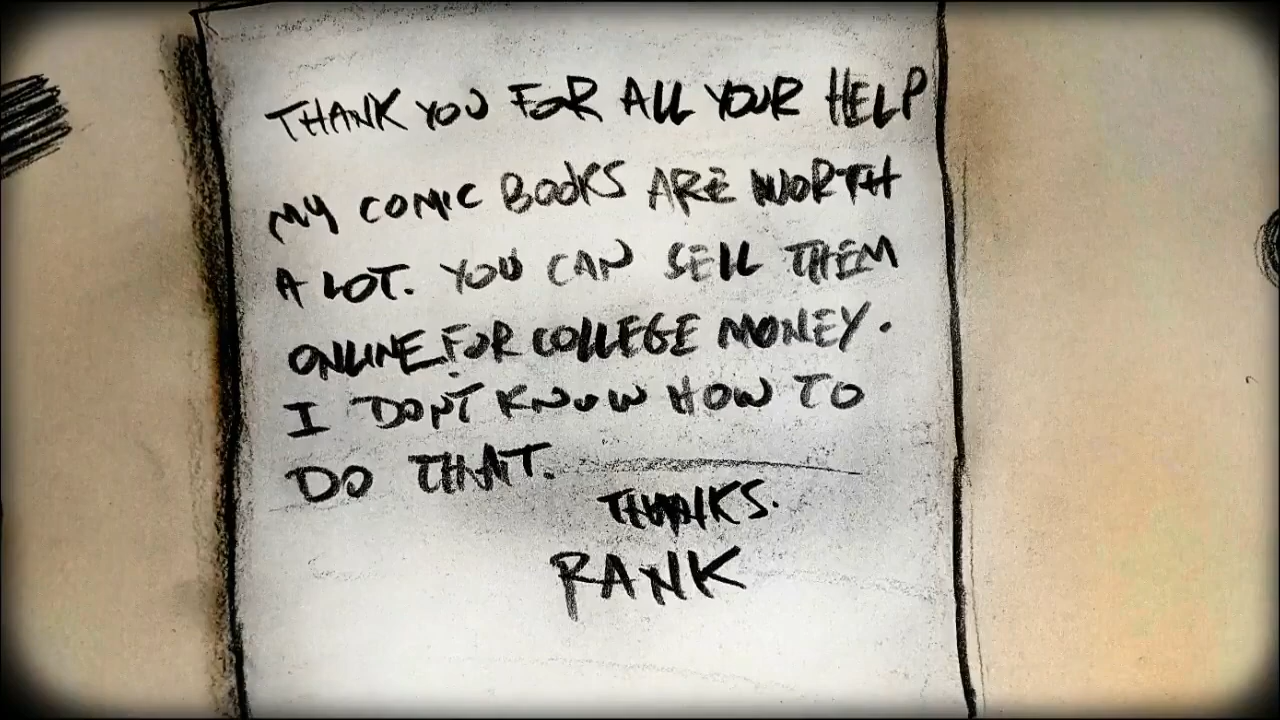 THANK YOU FOR ALL YOUR HELP
MY COMIC BOOKS ARE WORTH
A LOT. YOU CAN SELL THEM
ONLINE FOR COLLEGE MONEY.
I DON'T KNOW HOW TO
DO THAT.
THANKS.
RANK